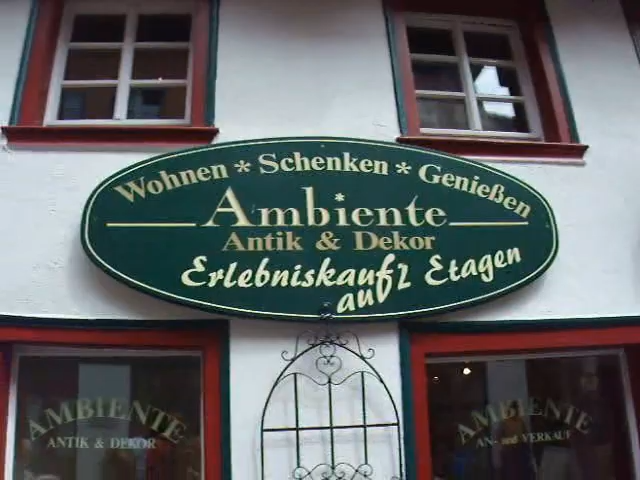 Wohnen * Schenken * Genießen
Ambiente
Antik & Dekor
Erlebniskauf auf 2 Etagen
AMBIENTE
ANTIK & DEKOR
AMBIENTE
AN- und VERKAUF